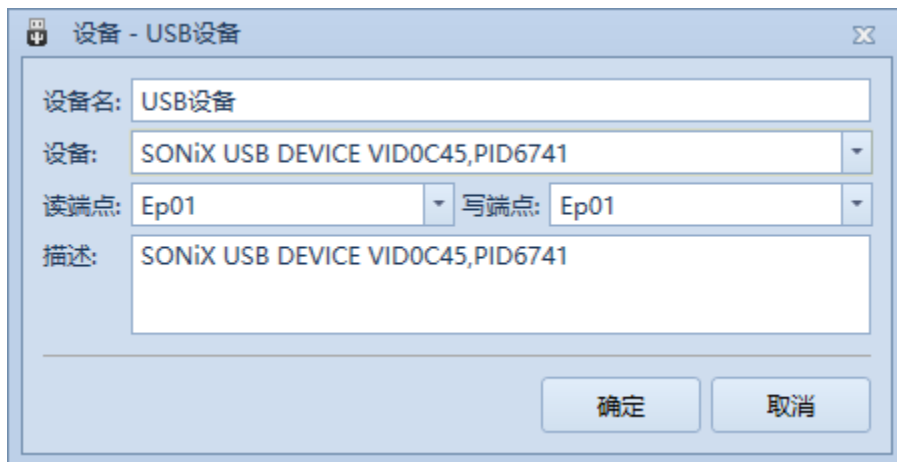 设备 - USB设备
设备名: USB设备
设备: SONiX USB DEVICE VID0C45,PID6741
读端点: Ep01 写端点: Ep01
描述: SONiX USB DEVICE VID0C45,PID6741
确定 取消